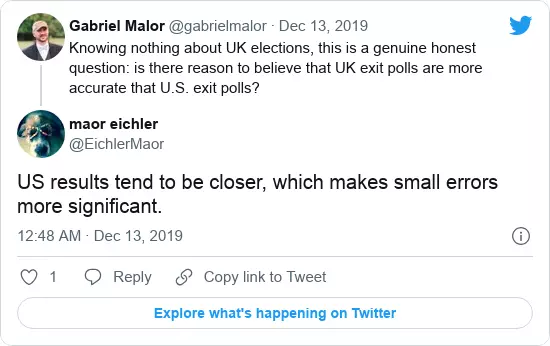 Gabriel Malor @gabrielmalor · Dec 13, 2019
Knowing nothing about UK elections, this is a genuine honest
question: is there reason to believe that UK exit polls are more
accurate that U.S. exit polls?
maor eichler
@EichlerMaor
US results tend to be closer, which makes small errors
more significant.
12:48 AM · Dec 13, 2019
1 Reply Copy link to Tweet
Explore what's happening on Twitter